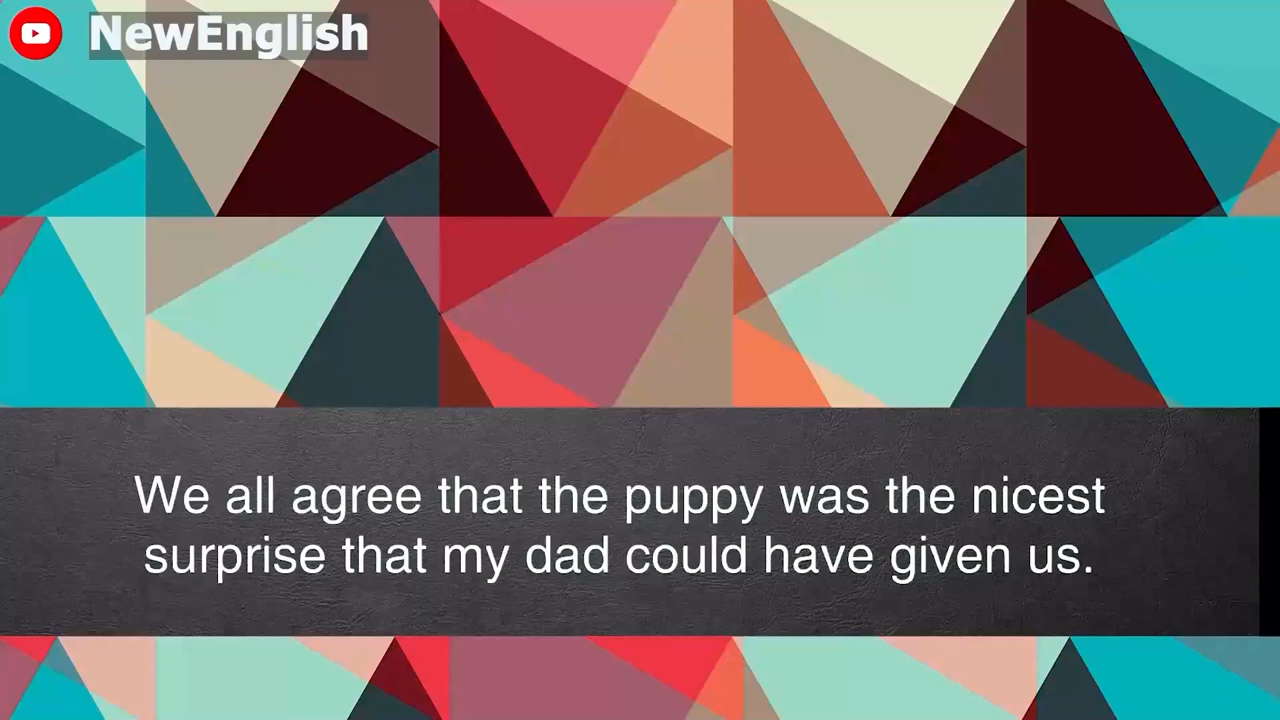 NewEnglish
We all agree that the puppy was the nicest
surprise that my dad could have given us.